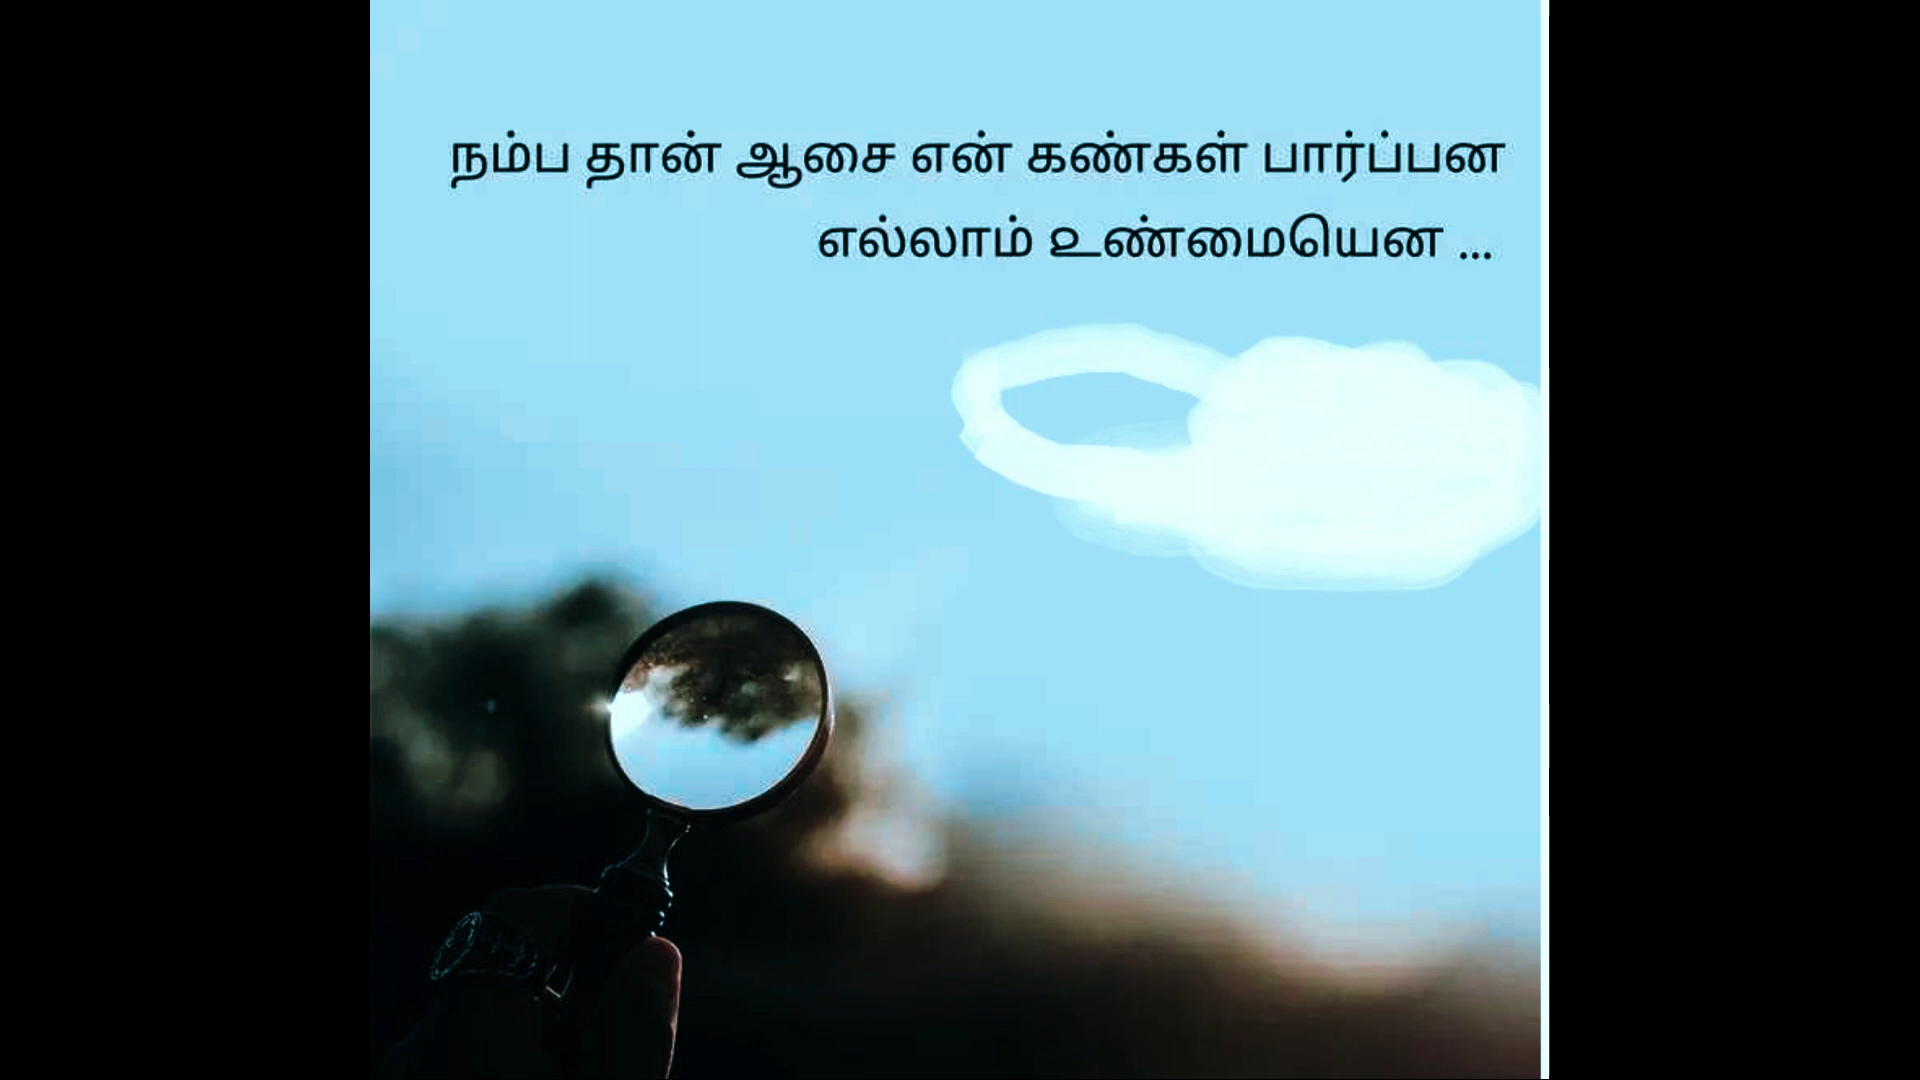 நம்ப தான் ஆசை என் கண்கள் பார்ப்பன
எல்லாம் உண்மையென ...